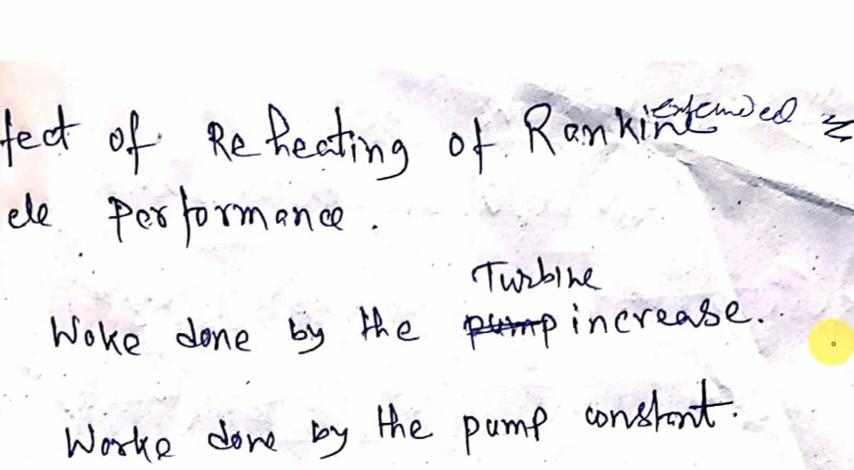 fect of Reheating of Rankine extended
cle Performance.
Turbine
Woke done by the pump increase.
Worke done by the pump constant.